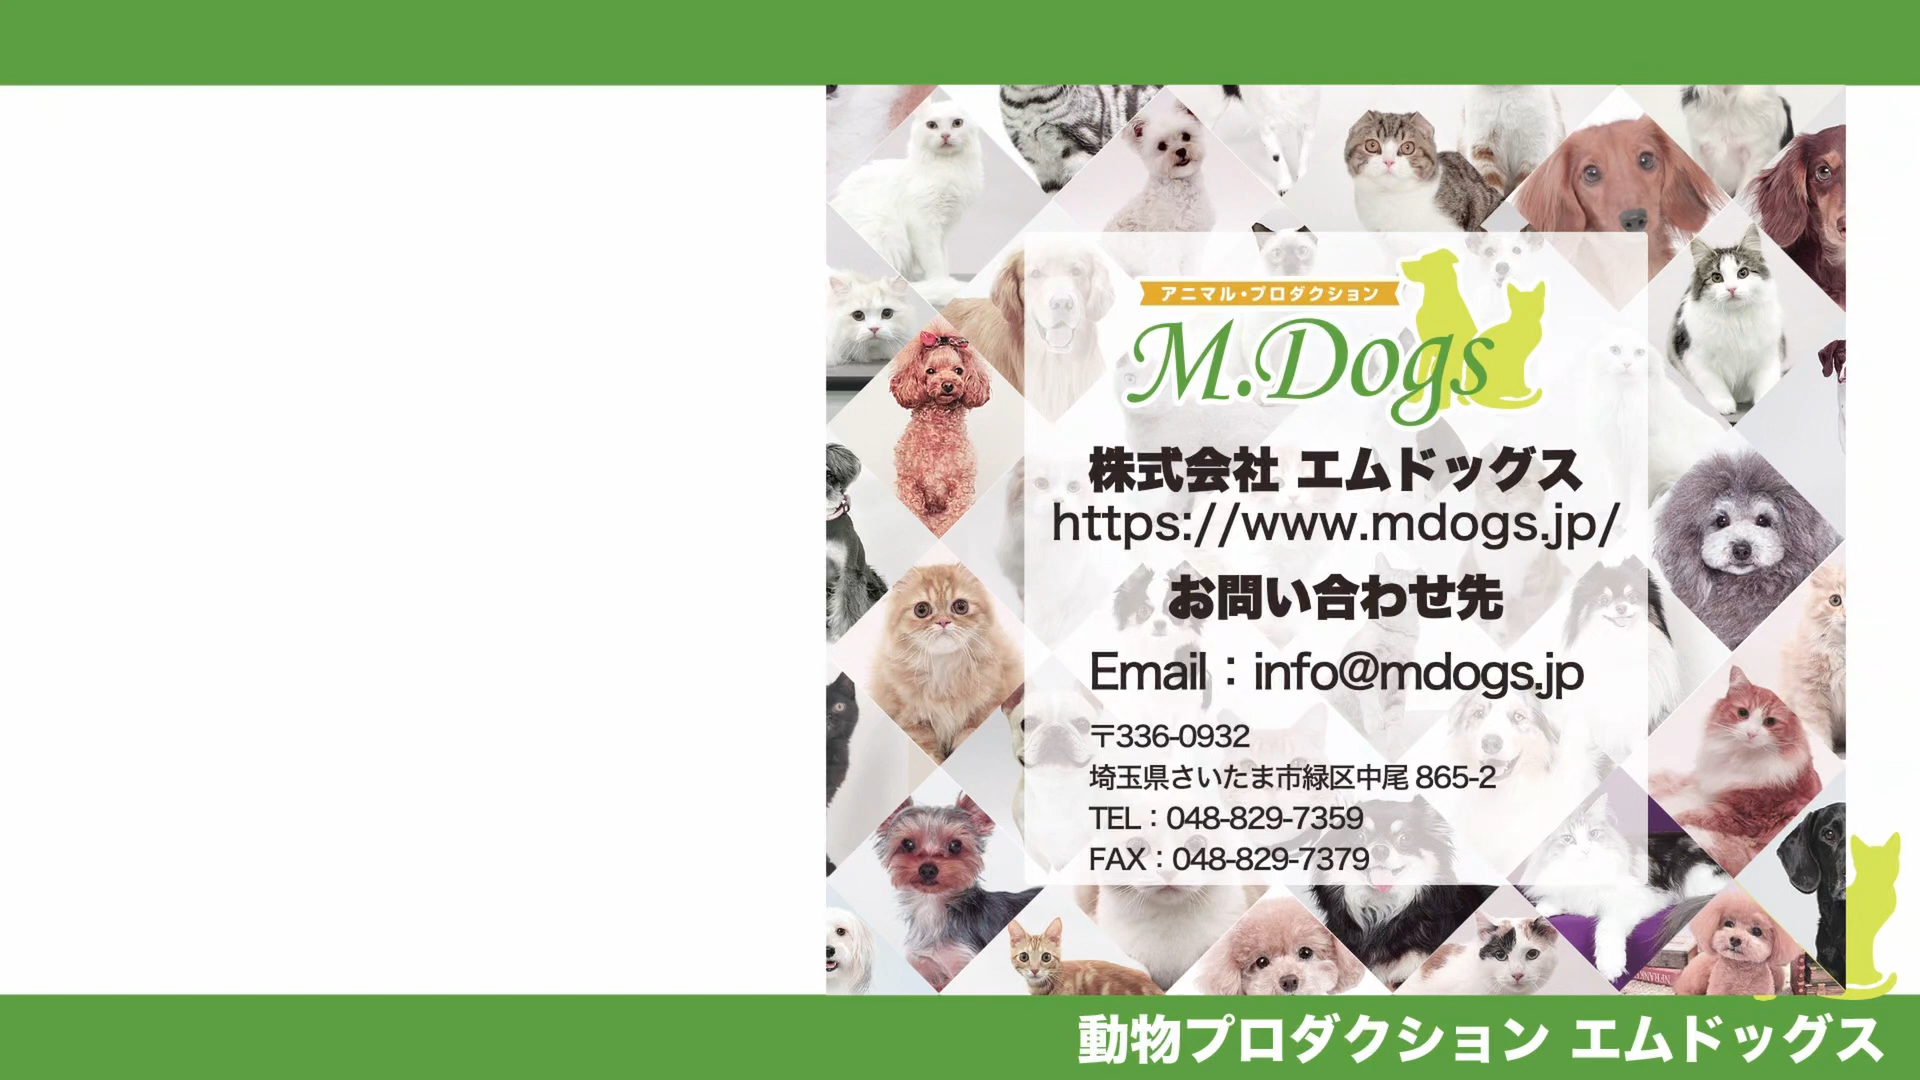 アニマル・プロダクション
M.Dogs
株式会社 エムドッグス
https://www.mdogs.jp/
お問い合わせ先
Email：info@mdogs.jp
〒336-0932
埼玉県さいたま市緑区中尾 865-2
TEL：048-829-7359
FAX：048-829-7379
動物プロダクション エムドッグス